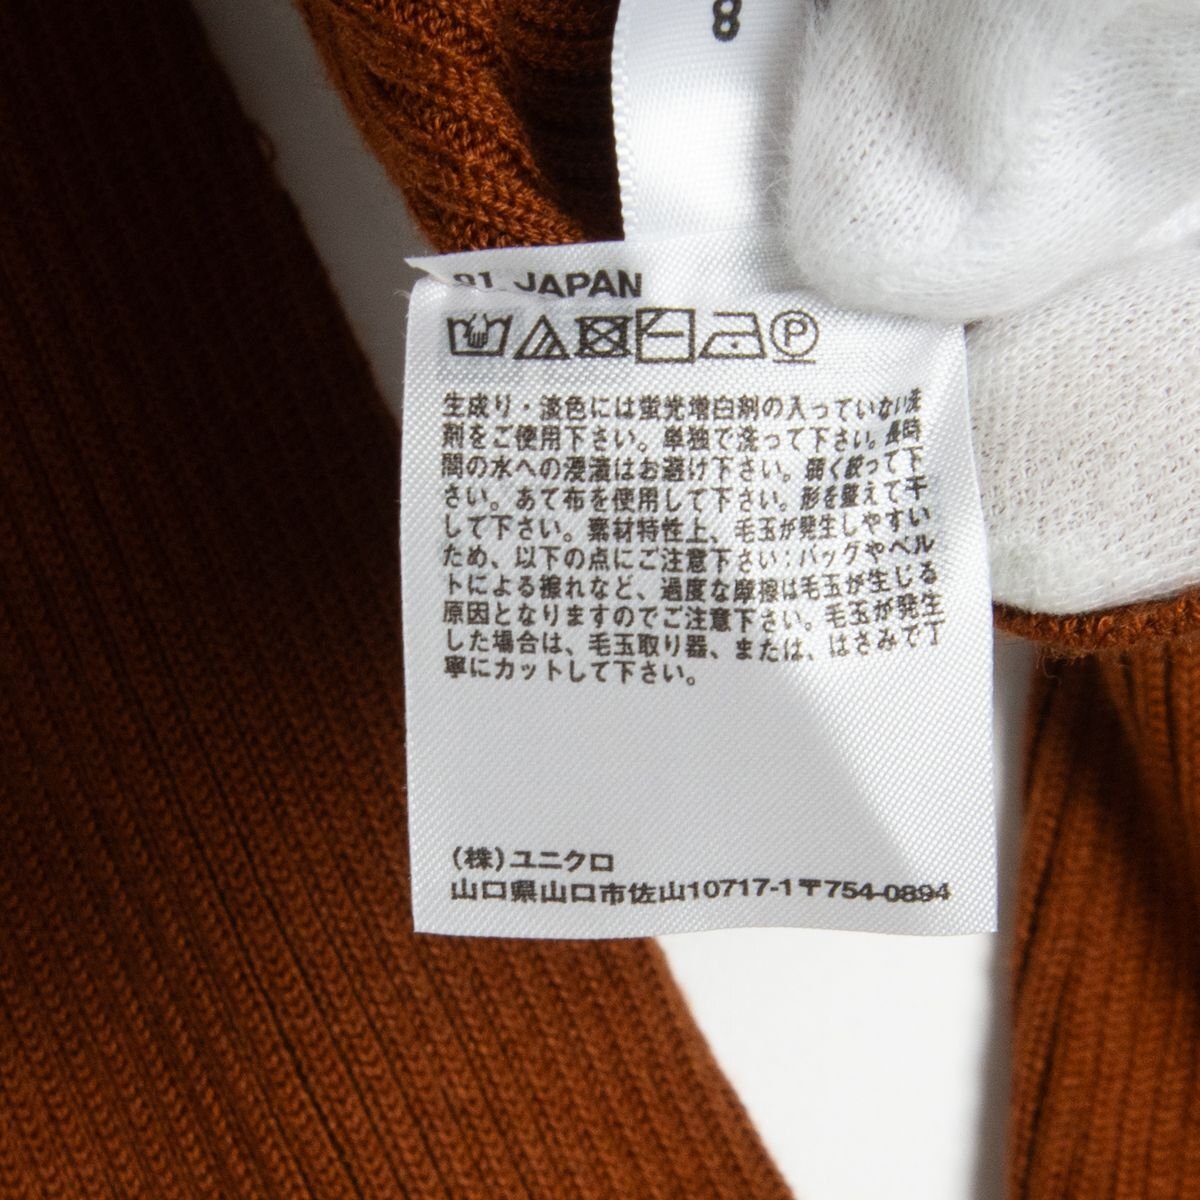 8
01 JAPAN
P
生成り・淡色には蛍光増白剤の入っていない洗
剤をご使用下さい。単独で洗って下さい。長時
間の水への浸漬はお避け下さい。弱く絞って下
さい。あて布を使用して下さい。形を整えて干
して下さい。素材特性上、毛玉が発生しやすい
ため、以下の点にご注意下さい:バッグやベル
トによる擦れなど、過度な摩擦は毛玉が生じる
原因となりますのでご注意下さい。毛玉が発生
した場合は、毛玉取り器、または、はさみで丁
寧にカットして下さい。
(株)ユニクロ
山口県山口市佐山10717-1〒754-0894